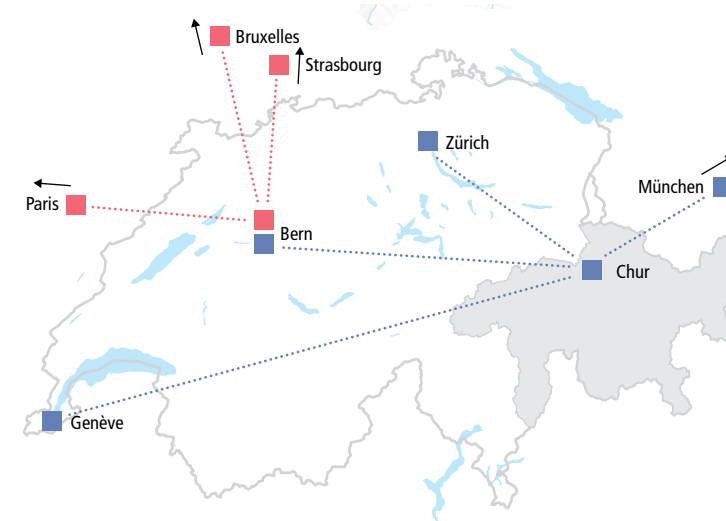 Bruxelles
Strasbourg
Zürich
München
Paris
Bern
Chur
Genève